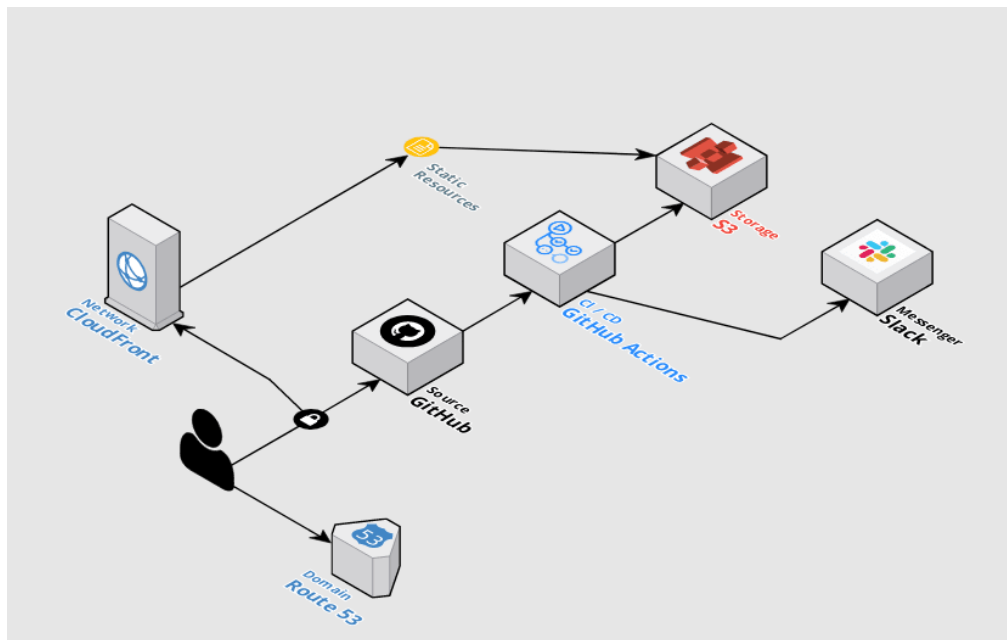 Static
Resources
Storage
S3
Network
CloudFront
CI / CD
GitHub Actions
Messenger
Slack
Source
GitHub
53
Domain
Route 53